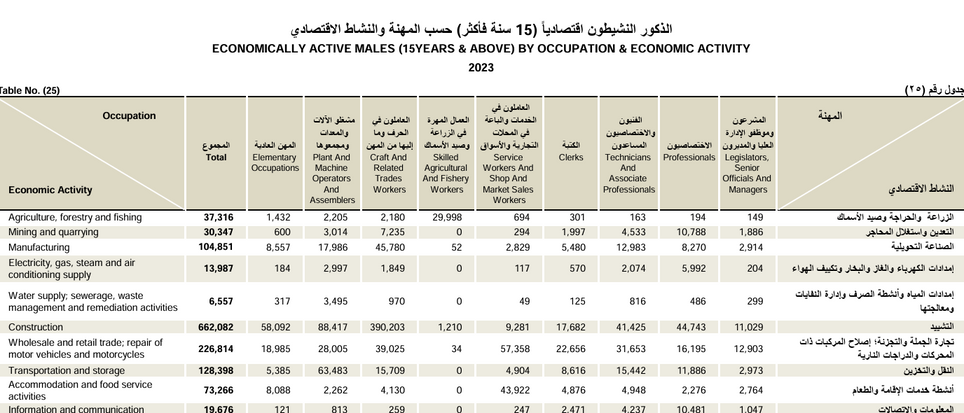 الذكور النشيطون اقتصادياً (15 سنة فأكثر) حسب المهنة والنشاط الاقتصادي
ECONOMICALLY ACTIVE MALES (15YEARS & ABOVE) BY OCCUPATION & ECONOMIC ACTIVITY
2023
Table No. (25) جدول رقم (٢٥)
Occupation
Economic Activity
المجموع
Total
المهن العادية
Elementary
Occupations
مشغلو الآلات
والمعدات
ومجمعوها
Plant And
Machine
Operators
And
Assemblers
العاملون في
الحرف وما
إليها من المهن
Craft And
Related
Trades
Workers
العمال المهرة
في الزراعة
وصيد الأسماك
Skilled
Agricultural
And Fishery
Workers
العاملون في
الخدمات والباعة
في المحلات
التجارية والأسواق
Service
Workers And
Shop And
Market Sales
Workers
الكتبة
Clerks
الفنيون
والاختصاصيون
المساعدون
Technicians
And
Associate
Professionals
الاختصاصيون
Professionals
المشرعون
وموظفو الإدارة
العليا والمديرون
Legislators,
Senior
Officials And
Managers
المهنة
النشاط الاقتصادي
Agriculture, forestry and fishing 37,316 1,432 2,205 2,180 29,998 694 301 163 194 149 الزراعة والحراجة وصيد الأسماك
Mining and quarrying 30,347 600 3,014 7,235 0 294 1,997 4,533 10,788 1,886 التعدين واستغلال المحاجر
Manufacturing 104,851 8,557 17,986 45,780 52 2,829 5,480 12,983 8,270 2,914 الصناعة التحويلية
Electricity, gas, steam and air
conditioning supply 13,987 184 2,997 1,849 0 117 570 2,074 5,992 204 إمدادات الكهرباء والغاز والبخار وتكييف الهواء
Water supply; sewerage, waste
management and remediation activities 6,557 317 3,495 970 0 49 125 816 486 299 إمدادات المياه وأنشطة الصرف وإدارة النفايات
ومعالجتها
Construction 662,082 58,092 88,417 390,203 1,210 9,281 17,682 41,425 44,743 11,029 التشييد
Wholesale and retail trade; repair of
motor vehicles and motorcycles 226,814 18,985 28,005 39,025 34 57,358 22,656 31,653 16,195 12,903 تجارة الجملة والتجزئة؛ إصلاح المركبات ذات
المحركات والدراجات النارية
Transportation and storage 128,398 5,385 63,483 15,709 0 4,904 8,616 15,442 11,886 2,973 النقل والتخزين
Accommodation and food service
activities 73,266 8,088 2,262 4,130 0 43,922 4,876 4,948 2,276 2,764 أنشطة خدمات الإقامة والطعام
Information and communication 19,676 121 813 259 0 247 2,471 4,237 10,481 1,047 المعلومات والاتصالات